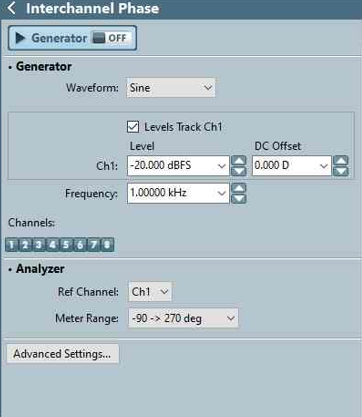 Interchannel Phase
Generator OFF
Generator
Waveform: Sine
Levels Track Ch1
Level DC Offset
Ch1: -20.000 dBFS 0.000 D
Frequency: 1.00000 kHz
Channels:
1 2 3 4 5 6 7 8
Analyzer
Ref Channel: Ch1
Meter Range: -90 -> 270 deg
Advanced Settings...